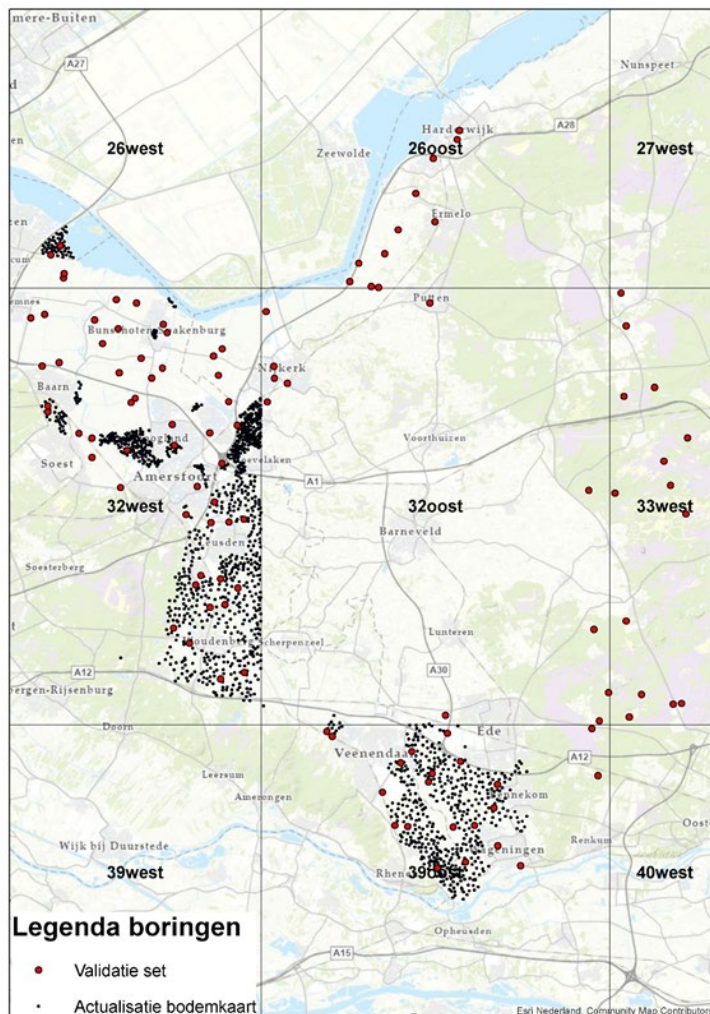 mere-Buiten
A27
Nunspeet
Harderwijk
A28
26west
26oost
27west
Zeewolde
Ermelo
Putten
Baarn
Nijkerk
Hoogland
Voorthuizen
Soest
Amersfoort
A1
32west
32oost
33west
Barneveld
Leusden
Soesterberg
Lunteren
Woudenberg
Scherpenzeel
A12
A30
bergen-Rijsenburg
Doorn
Veenendaal
Ede
A12
Leersum
Amerongen
Bennekom
Ooste
Wijk bij Duurstede
Wageningen
Renkum
39west
Rhenen
39oost
40west
Legenda boringen
Opheusden
Validatie set
A15
Actualisatie bodemkaart
Esri Nederland, Community Map Contributors